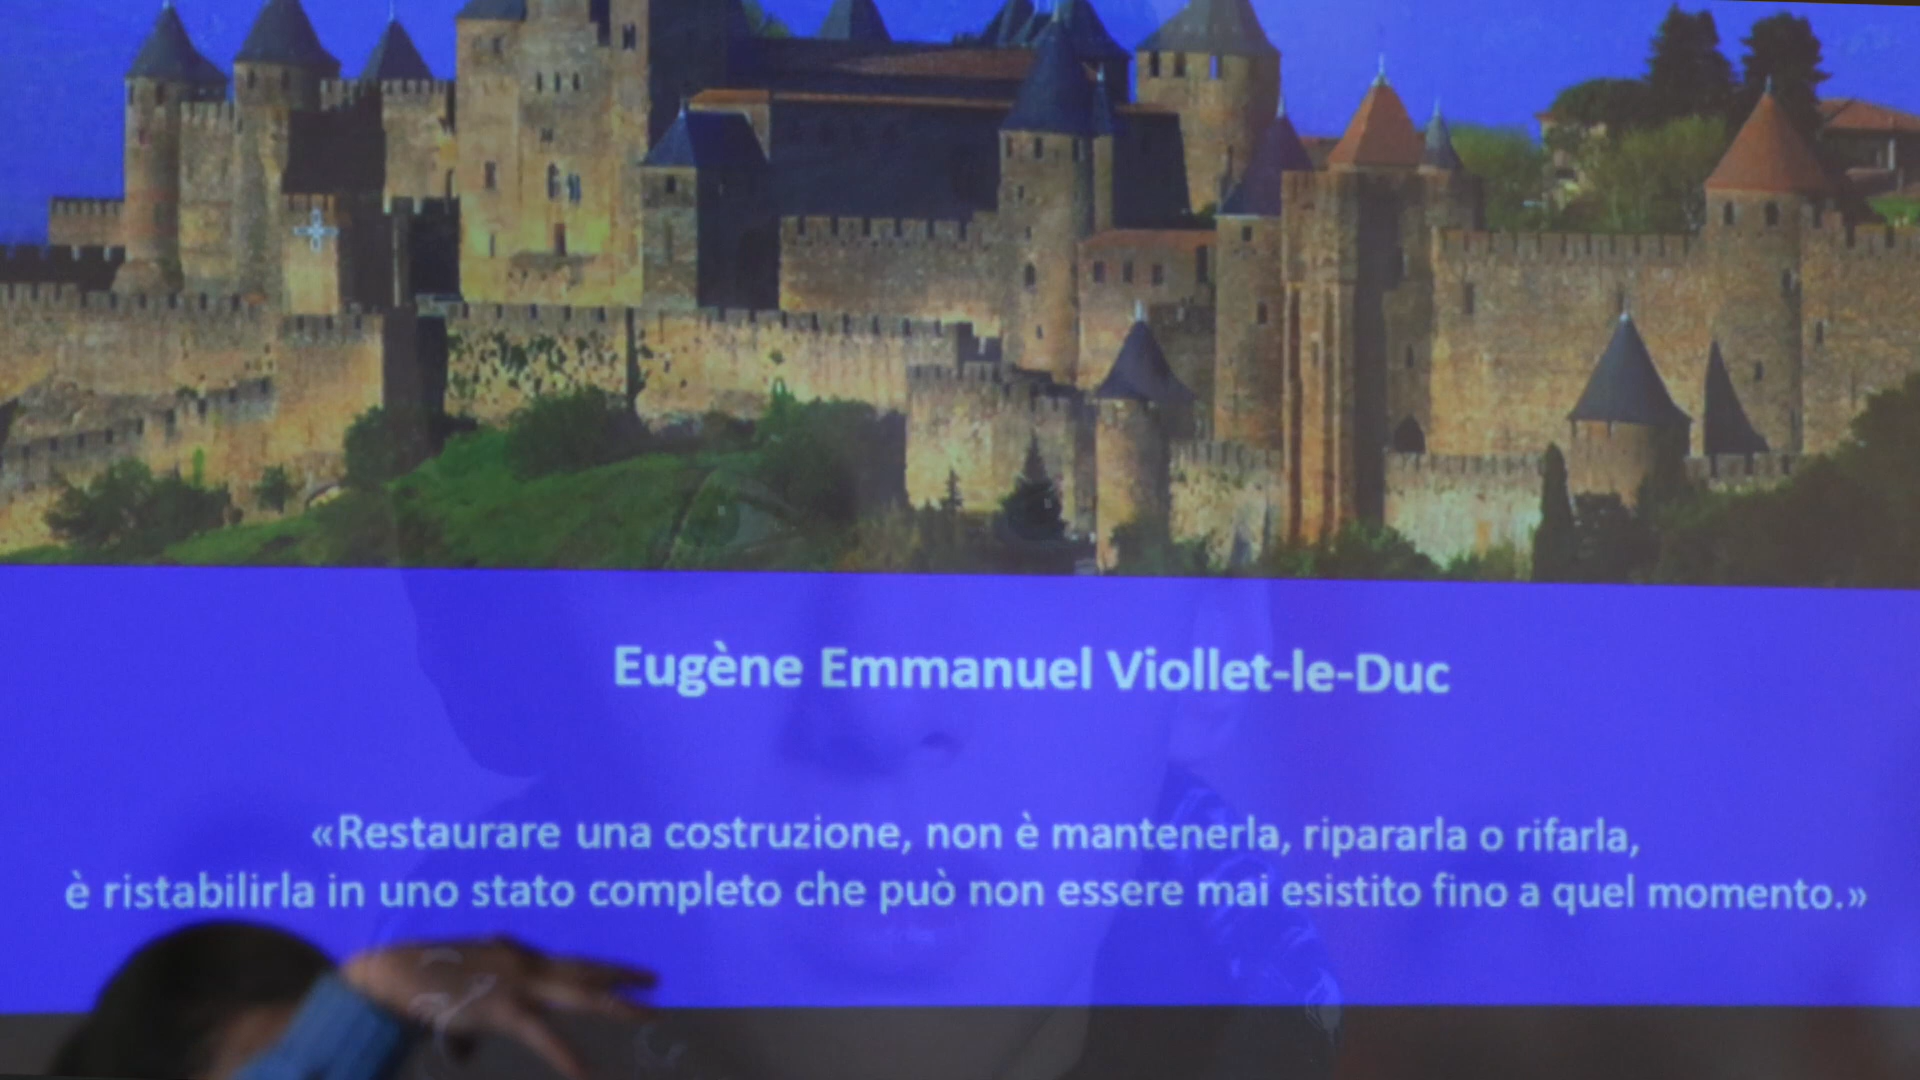 Eugène Emmanuel Viollet-le-Duc
«Restaurare una costruzione, non è mantenerla, ripararla o rifarla,
è ristabilirla in uno stato completo che può non essere mai esistito fino a quel momento.»